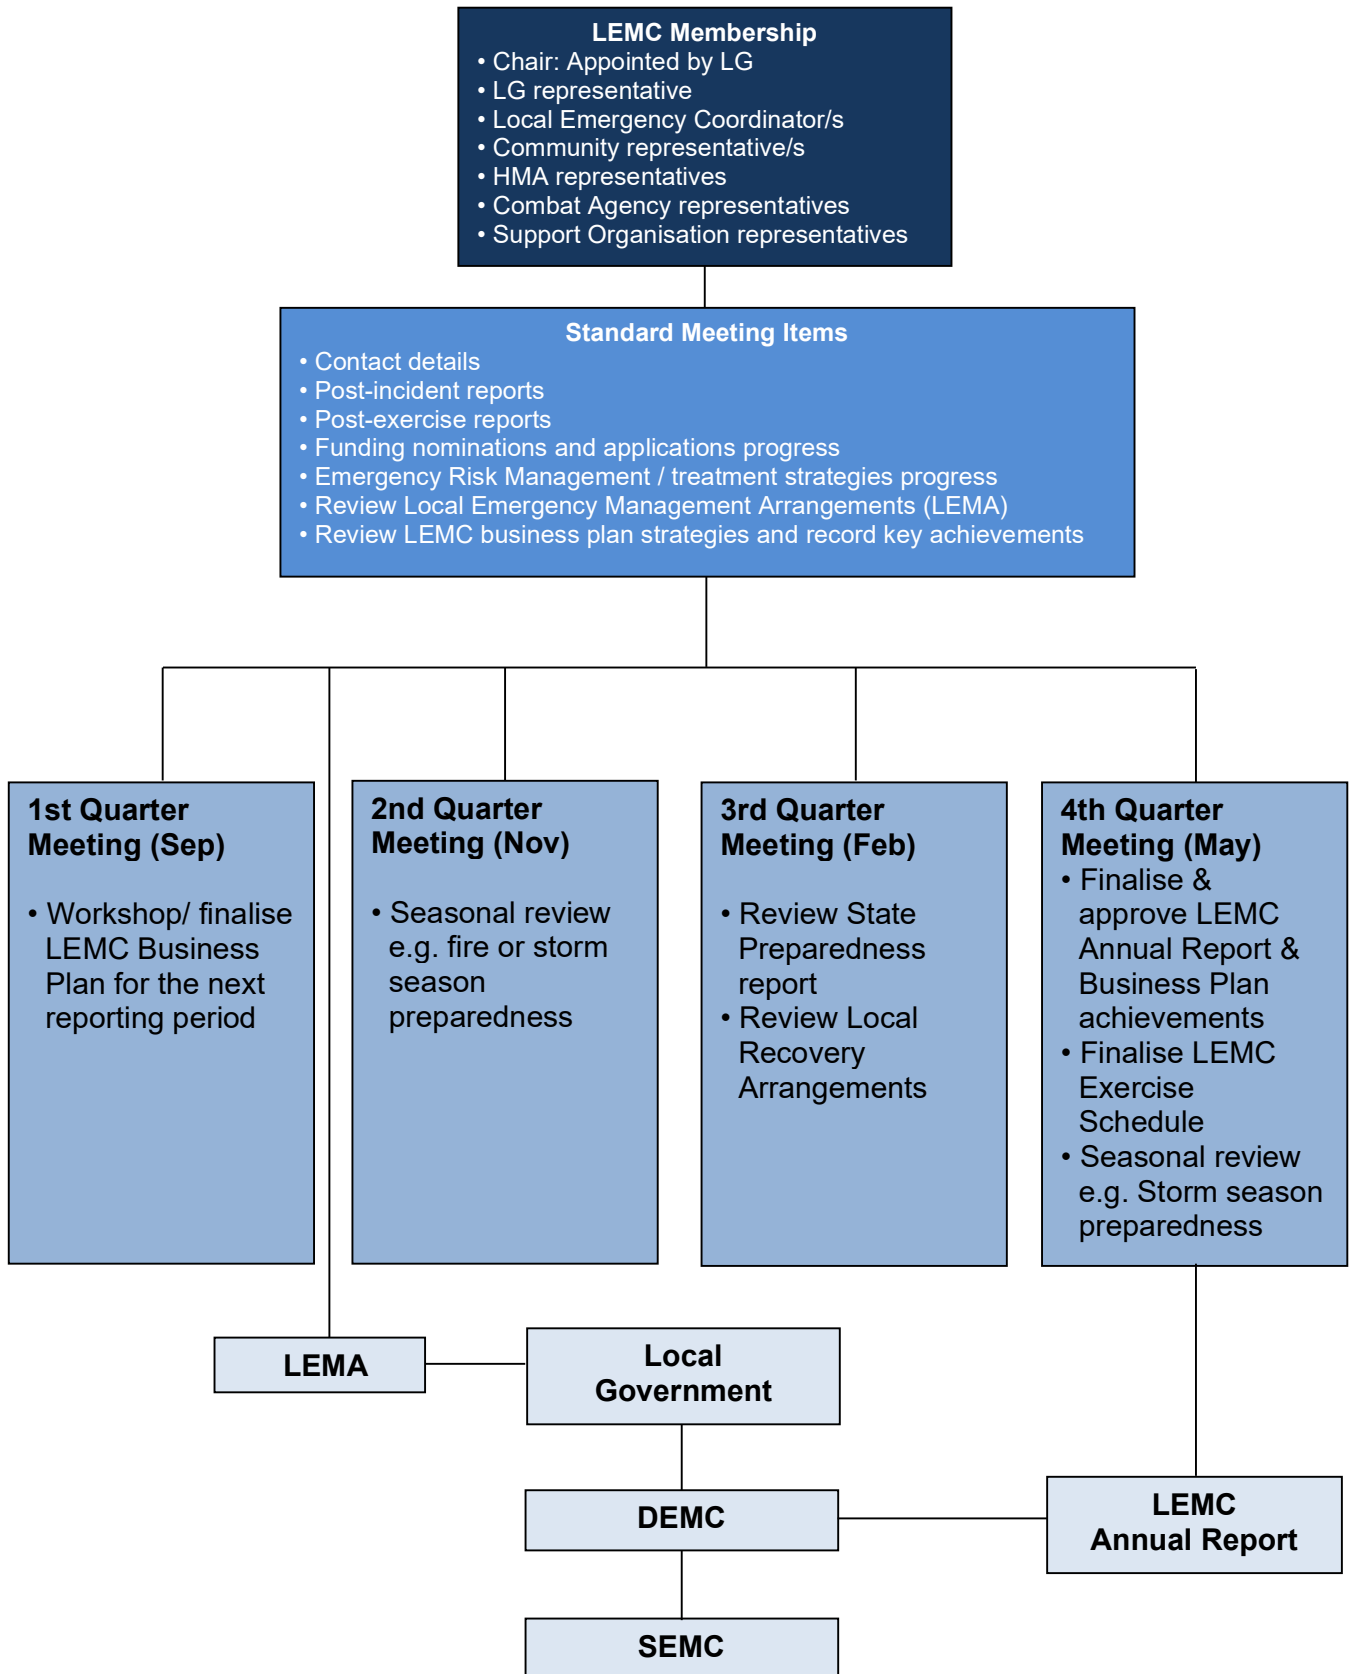 LEMC Membership
• Chair: Appointed by LG
• LG representative
• Local Emergency Coordinator/s
• Community representative/s
• HMA representatives
• Combat Agency representatives
• Support Organisation representatives
Standard Meeting Items
• Contact details
• Post-incident reports
• Post-exercise reports
• Funding nominations and applications progress
• Emergency Risk Management / treatment strategies progress
• Review Local Emergency Management Arrangements (LEMA)
• Review LEMC business plan strategies and record key achievements
1st Quarter
Meeting (Sep)
• Workshop/ finalise
LEMC Business
Plan for the next
reporting period
2nd Quarter
Meeting (Nov)
• Seasonal review
e.g. fire or storm
season
preparedness
3rd Quarter
Meeting (Feb)
• Review State
Preparedness
report
• Review Local
Recovery
Arrangements
4th Quarter
Meeting (May)
• Finalise &
approve LEMC
Annual Report &
Business Plan
achievements
• Finalise LEMC
Exercise
Schedule
• Seasonal review
e.g. Storm season
preparedness
LEMA
Local
Government
DEMC
LEMC
Annual Report
SEMC